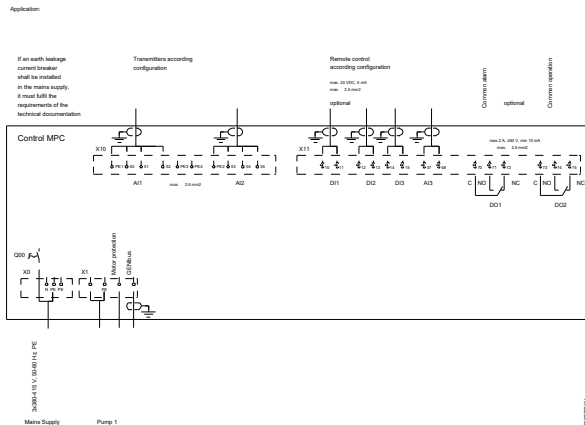 Application:
If an earth leakage
current breaker
shall be installed
in the mains supply,
it must fulfil the
requirements of the
technical documentation
Transmitters according
configuration
Remote control
according configuration
max. 24 VDC, 5 mA
max. 2.5 mm2
optional
Common alarm
optional
Common operation
Control MPC
X10
X11
max.2 A, 240 V, min 10 mA
max. 2.5 mm2
AI1
max. 2.5 mm2
AI2
DI1
DI2
DI3
AI3
C
NO
NC
C
NO
NC
DO1
DO2
Q00
X0
X1
Motor protection
GENIbus
N
PE
PE
PE
3x380-415 V, 50-60 Hz, PE
Mains Supply
Pump 1